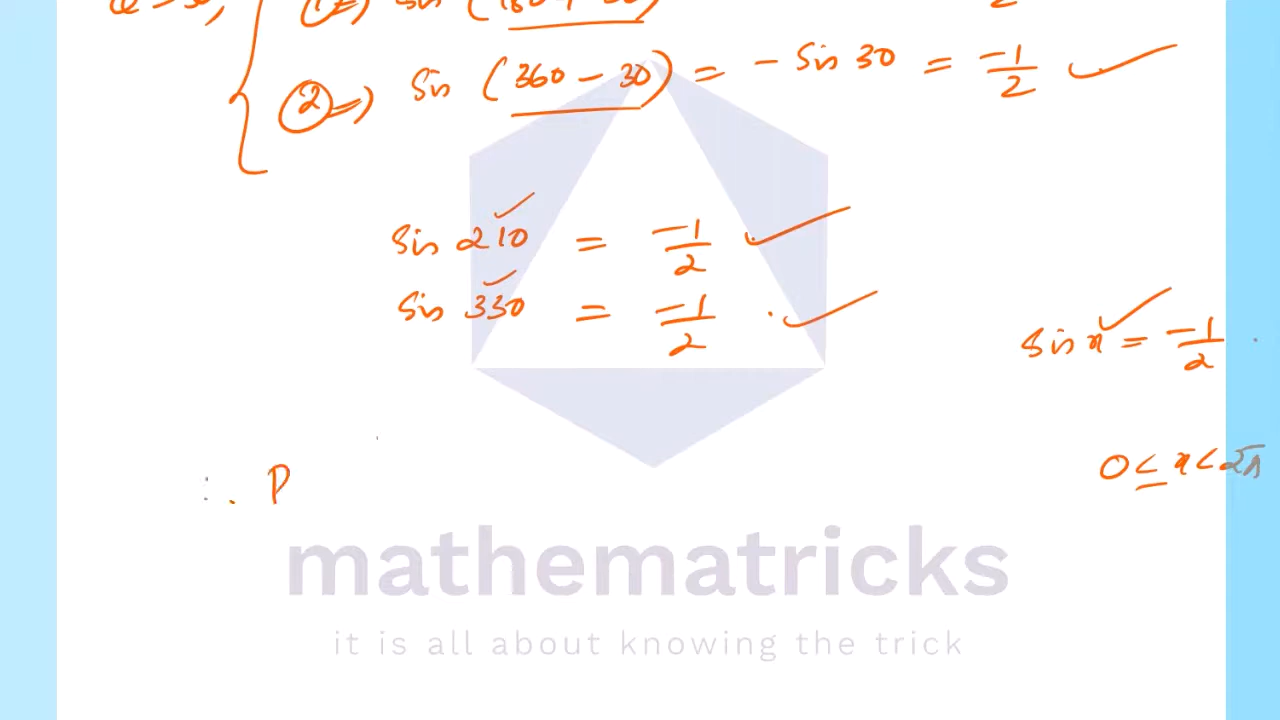 ② ⇒) Sin (360 - 30) = - Sin 30 = -1/2 ✓
Sin 210 ✓ = -1/2 ✓
Sin 330 ✓ = -1/2 . ✓
Sin x ✓ = -1/2 .
0 ≤ x < 2π
∴ P
mathematricks
it is all about knowing the trick